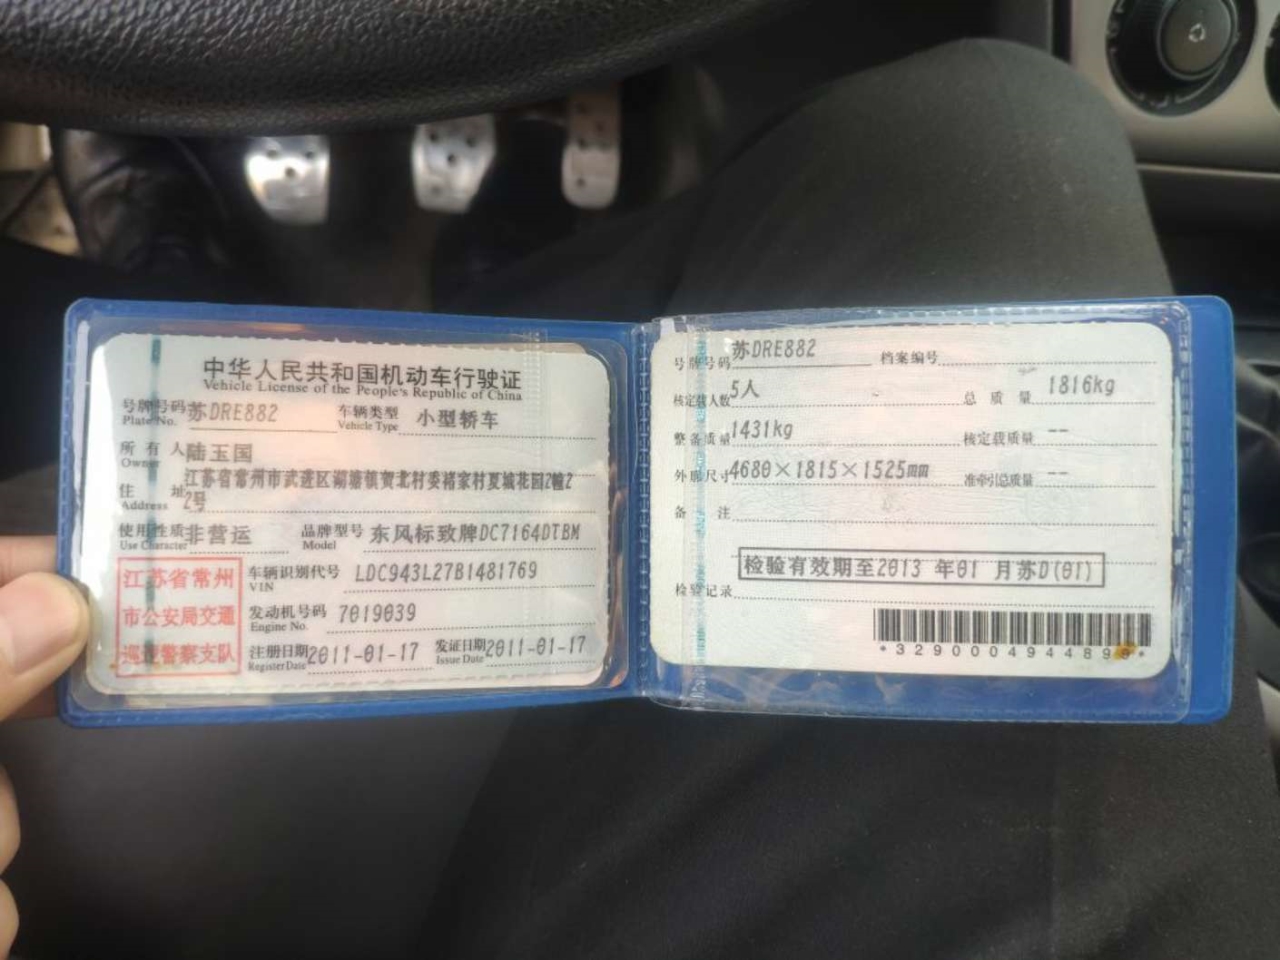 中华人民共和国机动车行驶证
Vehicle License of the People's Republic of China
号牌号码 苏DRE882 车辆类型 小型轿车
Plate No. Vehicle Type
所有人 陆玉国
Owner
住址 江苏省常州市武进区湖塘镇贺北村委褚家村夏城花园2幢2
Address 2号
使用性质 非营运 品牌型号 东风标致牌DC7164DTBM
Use Character Model
江苏省常州
市公安局交通
巡逻警察支队
车辆识别代号 LDC943L27B1481769
VIN
发动机号码 7019039
Engine No.
注册日期 2011-01-17 发证日期 2011-01-17
Register Date Issue Date
号牌号码 苏DRE882 档案编号
核定载人数 5人 总质量 1816kg
整备质量 1431kg 核定载质量 --
外廓尺寸 4680×1815×1525mm 准牵引总质量 --
备注
检验有效期至2013 年01 月苏D(01)
检验记录
*3290004944898*